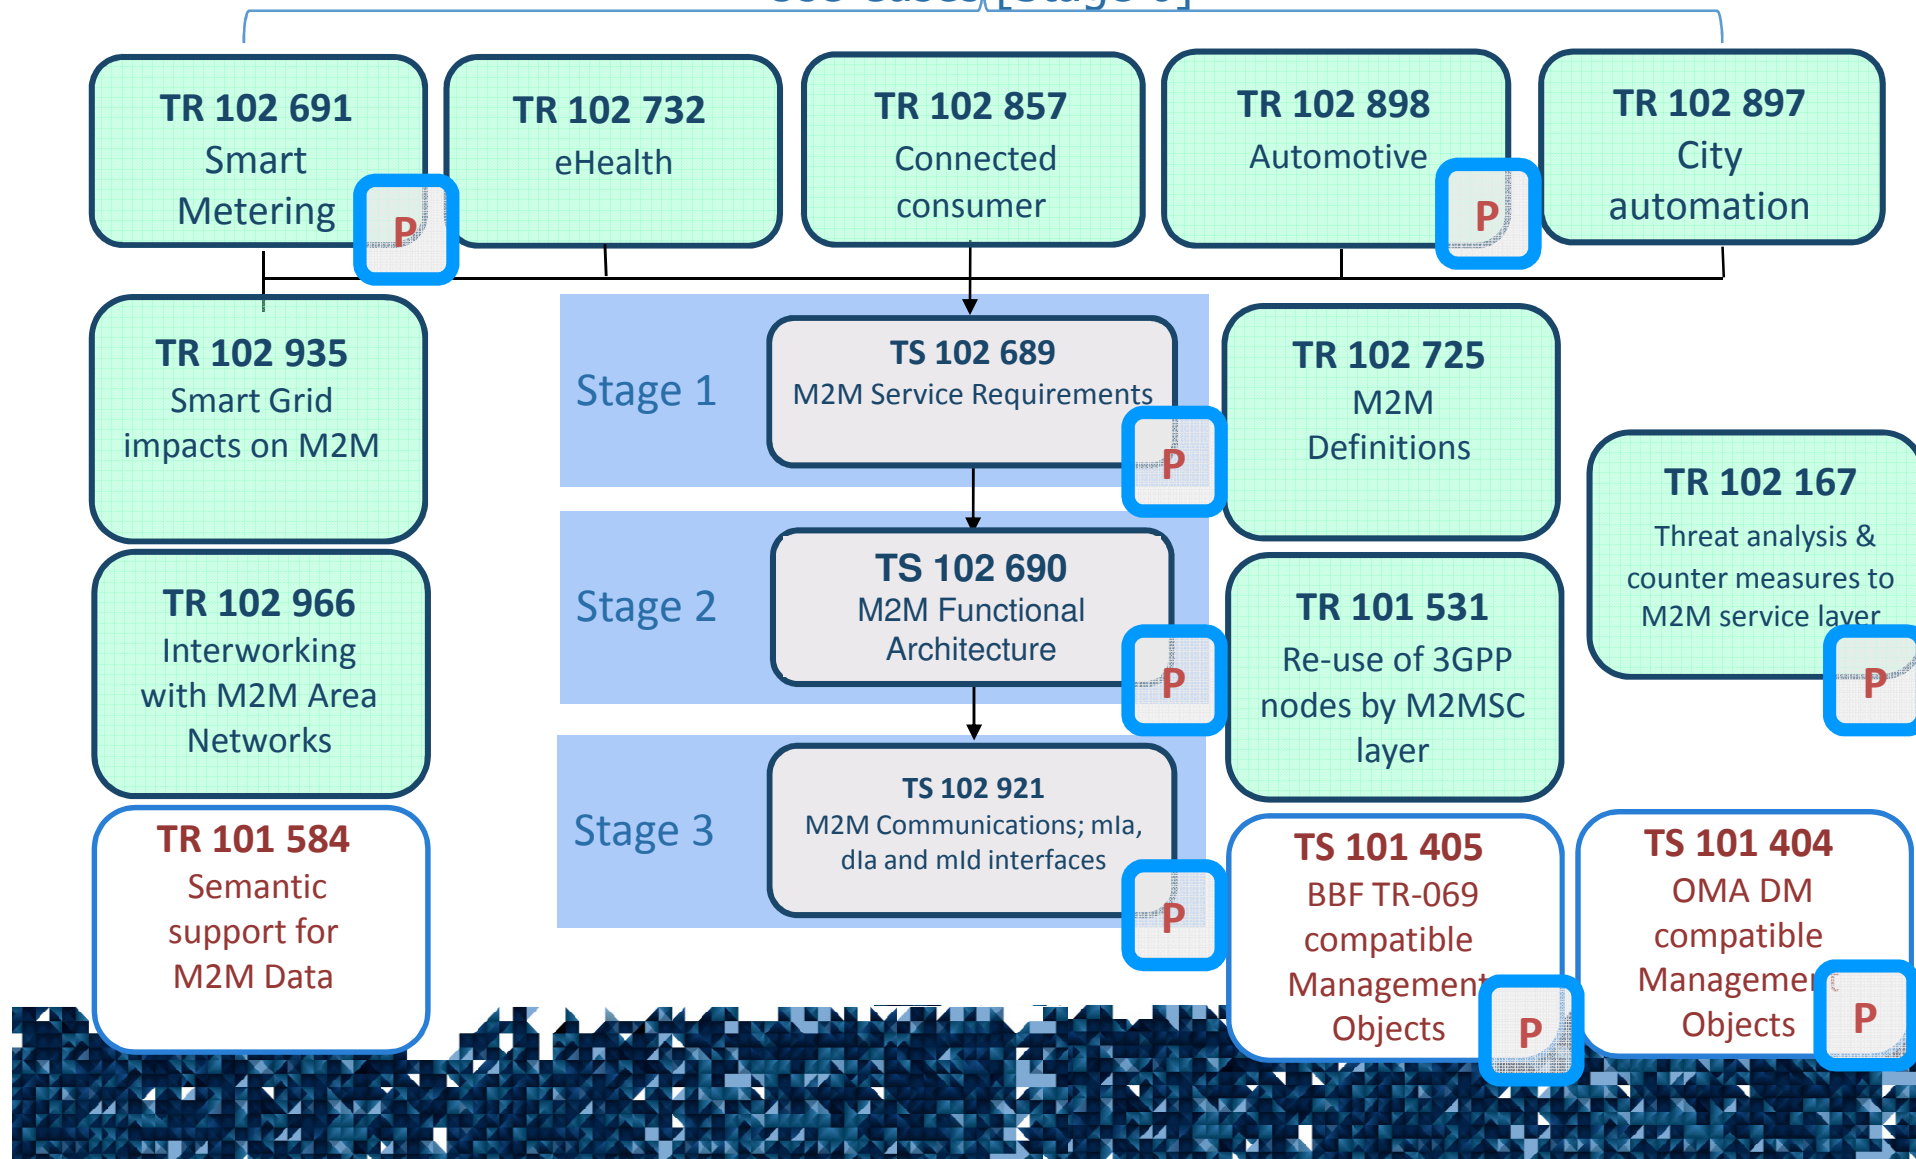 TR 102 691
Smart
Metering
P
TR 102 732
eHealth
TR 102 857
Connected
consumer
TR 102 898
Automotive
P
TR 102 897
City
automation
TR 102 935
Smart Grid
impacts on M2M
Stage 1
TS 102 689
M2M Service Requirements
P
TR 102 725
M2M
Definitions
TR 102 167
Threat analysis &
counter measures to
M2M service layer
P
TR 102 966
Interworking
with M2M Area
Networks
Stage 2
TS 102 690
M2M Functional
Architecture
P
TR 101 531
Re-use of 3GPP
nodes by M2MSC
layer
Stage 3
TS 102 921
M2M Communications; mIa,
dIa and mId interfaces
P
TR 101 584
Semantic
support for
M2M Data
TS 101 405
BBF TR-069
compatible
Management
Objects
P
TS 101 404
OMA DM
compatible
Management
Objects
P